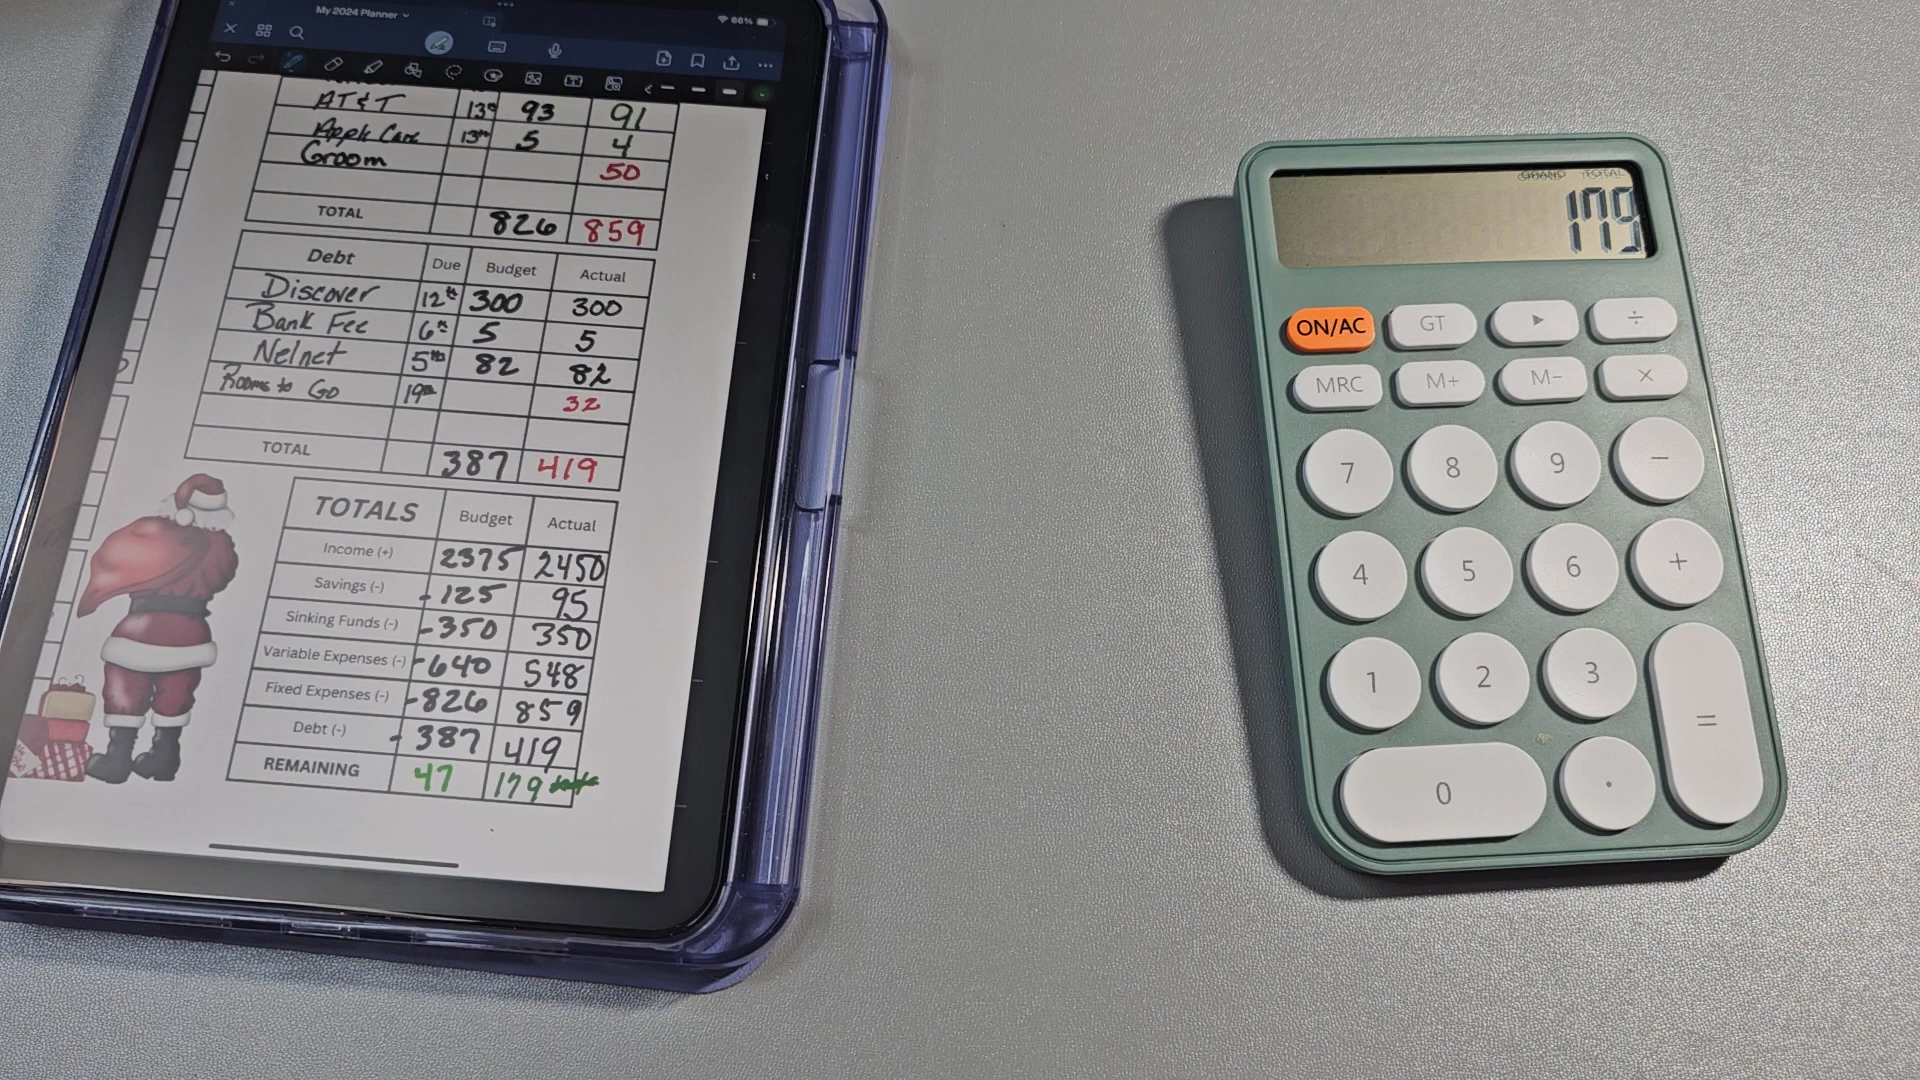 My 2024 Planner
66%
AT&T 13th 93 91
Apple Care 13th 5 4
Groom 50
TOTAL 826 859
Debt Due Budget Actual
Discover 12th 300 300
Bank Fee 6th 5 5
Nelnet 5th 82 82
Rooms to Go 19th 32
TOTAL 387 419
TOTALS Budget Actual
Income (+) 2375 2450
Savings (-) -125 95
Sinking Funds (-) -350 350
Variable Expenses (-) -640 548
Fixed Expenses (-) -826 859
Debt (-) -387 419
REMAINING 47 179
GRAND TOTAL
179
ON/AC GT ▶ ÷
MRC M+ M− ×
7 8 9 −
4 5 6 +
1 2 3 =
0 .